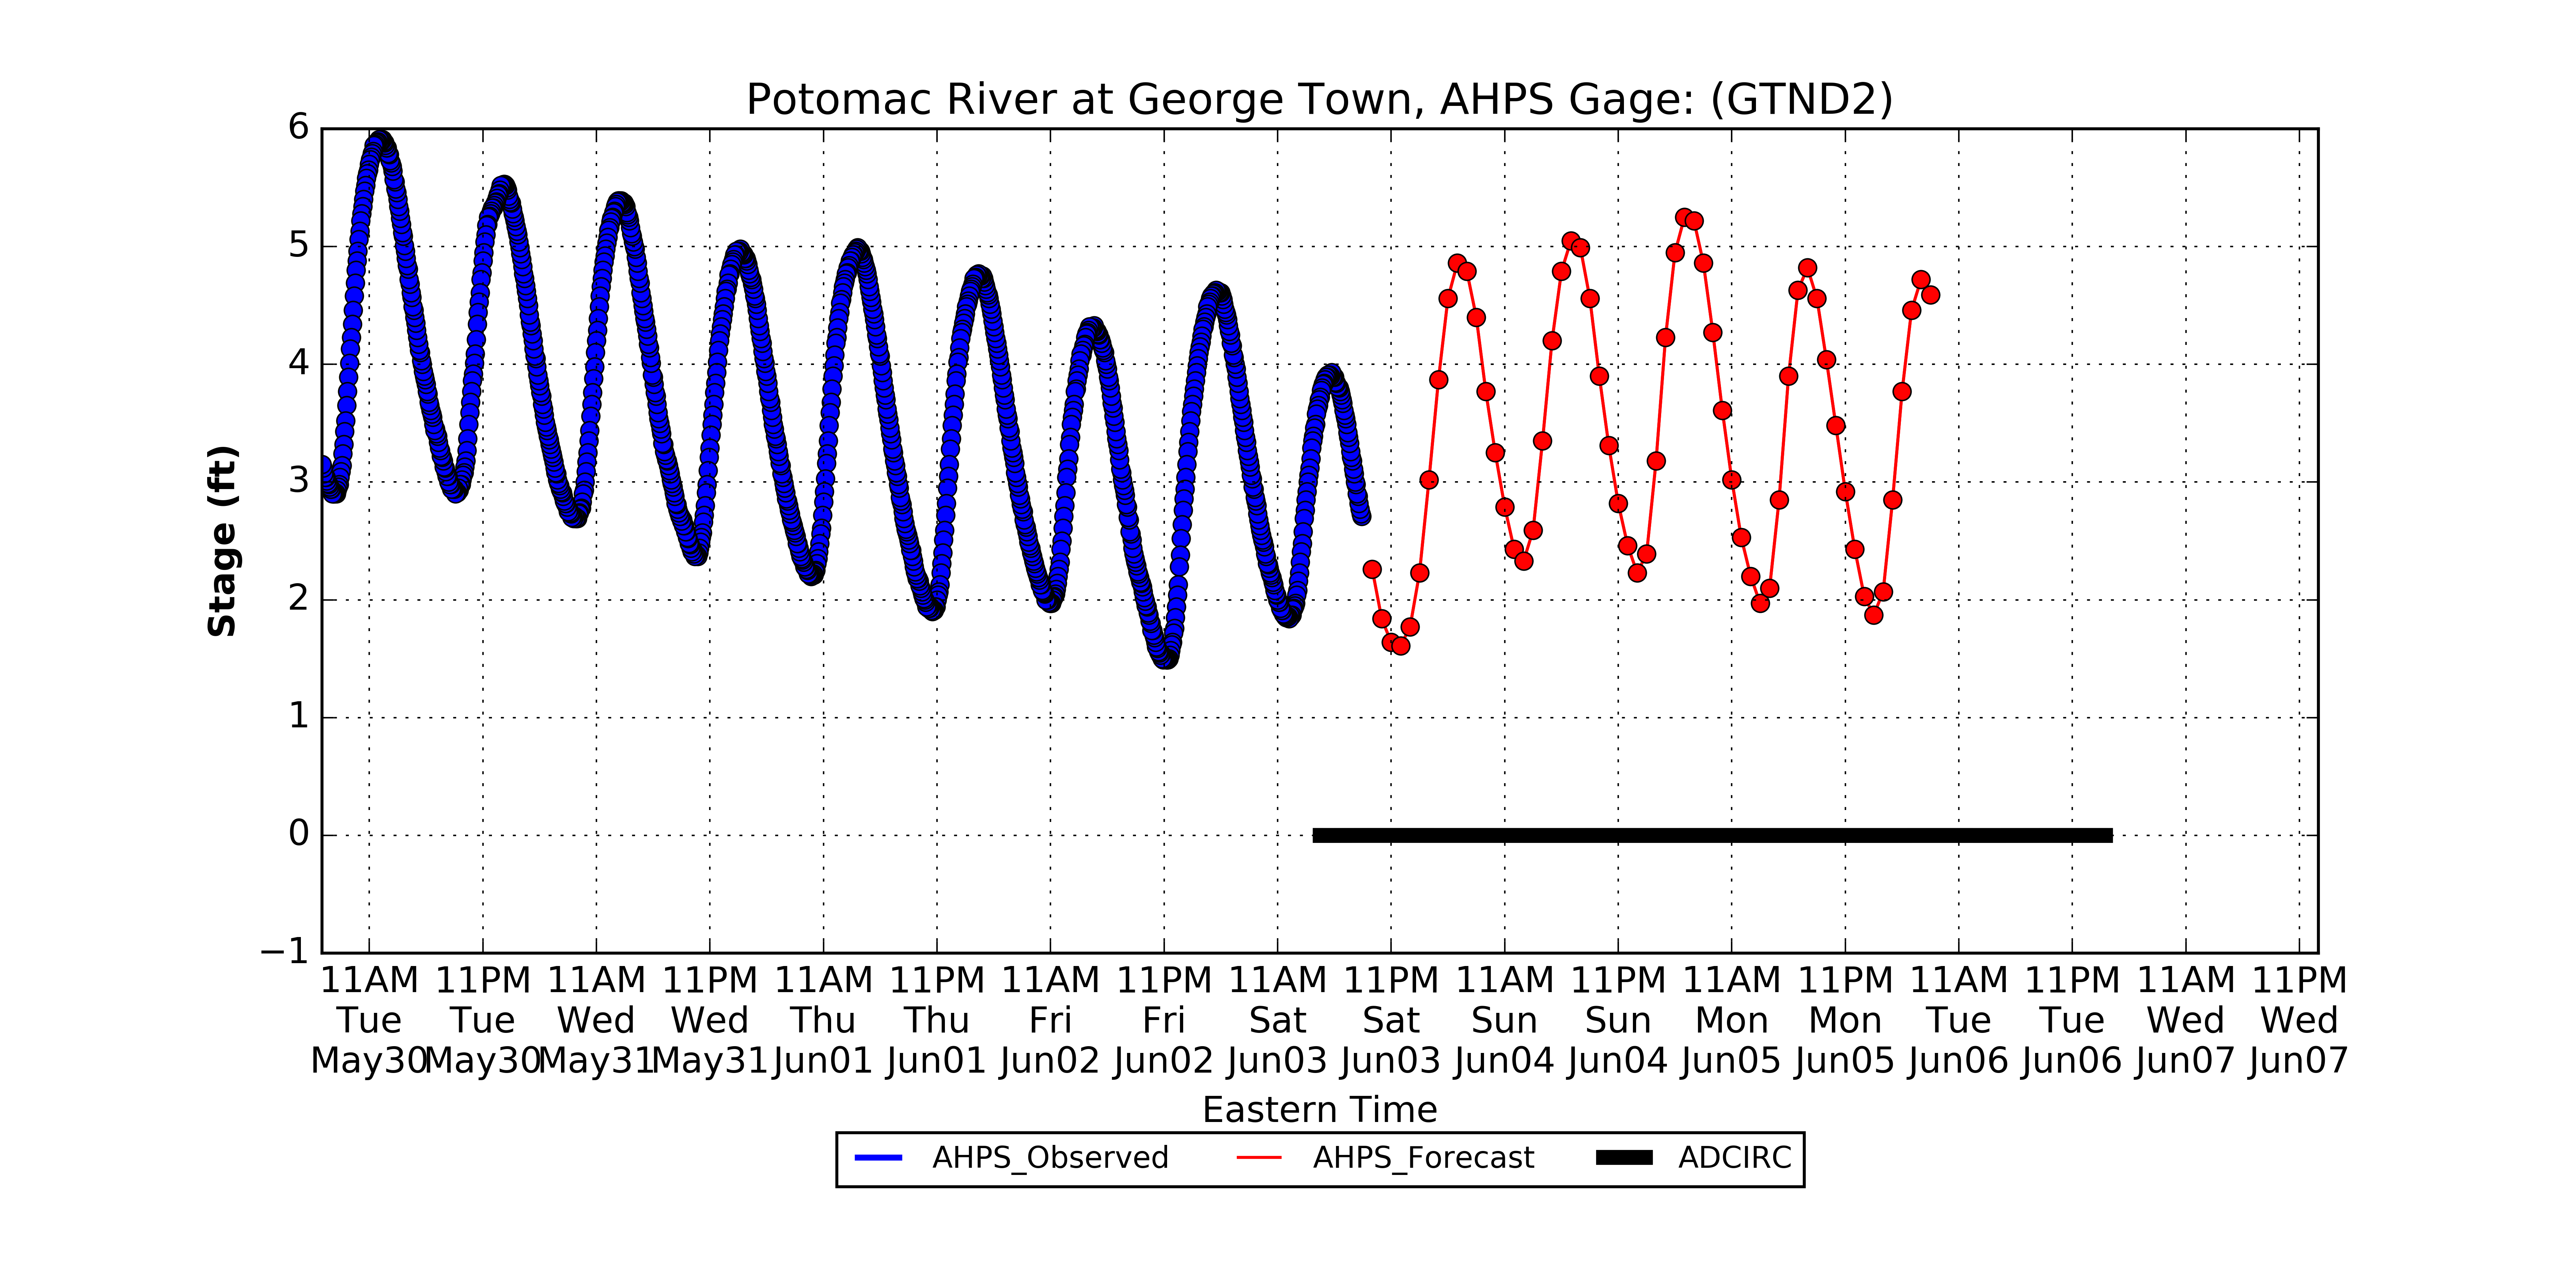 Potomac River at George Town, AHPS Gage: (GTND2)
Stage (ft)
6
5
4
3
2
1
0
−1
11AM 11PM 11AM 11PM 11AM 11PM 11AM 11PM 11AM 11PM 11AM 11PM 11AM 11PM 11AM 11PM 11AM 11PM
Tue Tue Wed Wed Thu Thu Fri Fri Sat Sat Sun Sun Mon Mon Tue Tue Wed Wed
May30 May30 May31 May31 Jun01 Jun01 Jun02 Jun02 Jun03 Jun03 Jun04 Jun04 Jun05 Jun05 Jun06 Jun06 Jun07 Jun07
Eastern Time
AHPS_Observed AHPS_Forecast ADCIRC